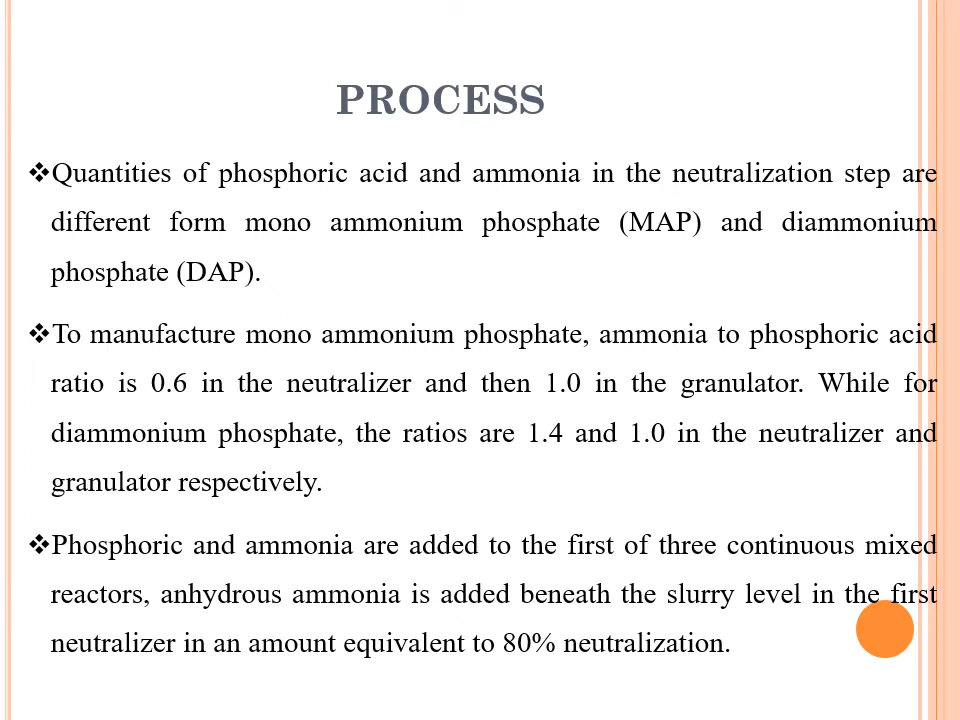 PROCESS
❖Quantities of phosphoric acid and ammonia in the neutralization step are
different form mono ammonium phosphate (MAP) and diammonium
phosphate (DAP).
❖To manufacture mono ammonium phosphate, ammonia to phosphoric acid
ratio is 0.6 in the neutralizer and then 1.0 in the granulator. While for
diammonium phosphate, the ratios are 1.4 and 1.0 in the neutralizer and
granulator respectively.
❖Phosphoric and ammonia are added to the first of three continuous mixed
reactors, anhydrous ammonia is added beneath the slurry level in the first
neutralizer in an amount equivalent to 80% neutralization.